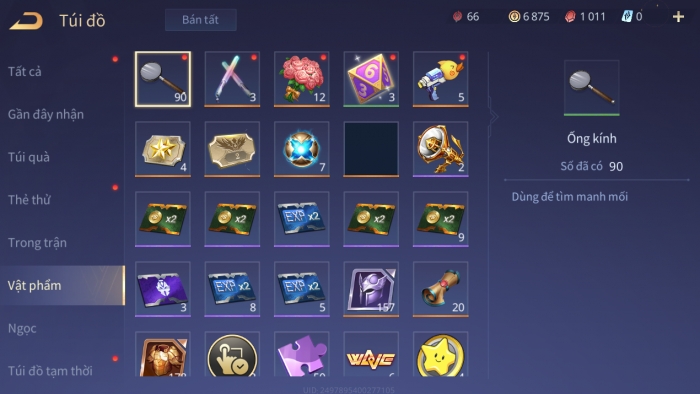 Túi đồ
Bán tất
66
6 875
1 011
0
Tất cả
Gần đây nhận
Túi quà
Thẻ thử
Trong trận
Vật phẩm
Ngọc
Túi đồ tạm thời
90
3
12
6
3
3
5
4
7
2
x2
x2
EXP x2
x2
x2
9
3
EXP x2
8
EXP x2
5
157
20
WAVE
Ống kính
Số đã có 90
Dùng để tìm manh mối